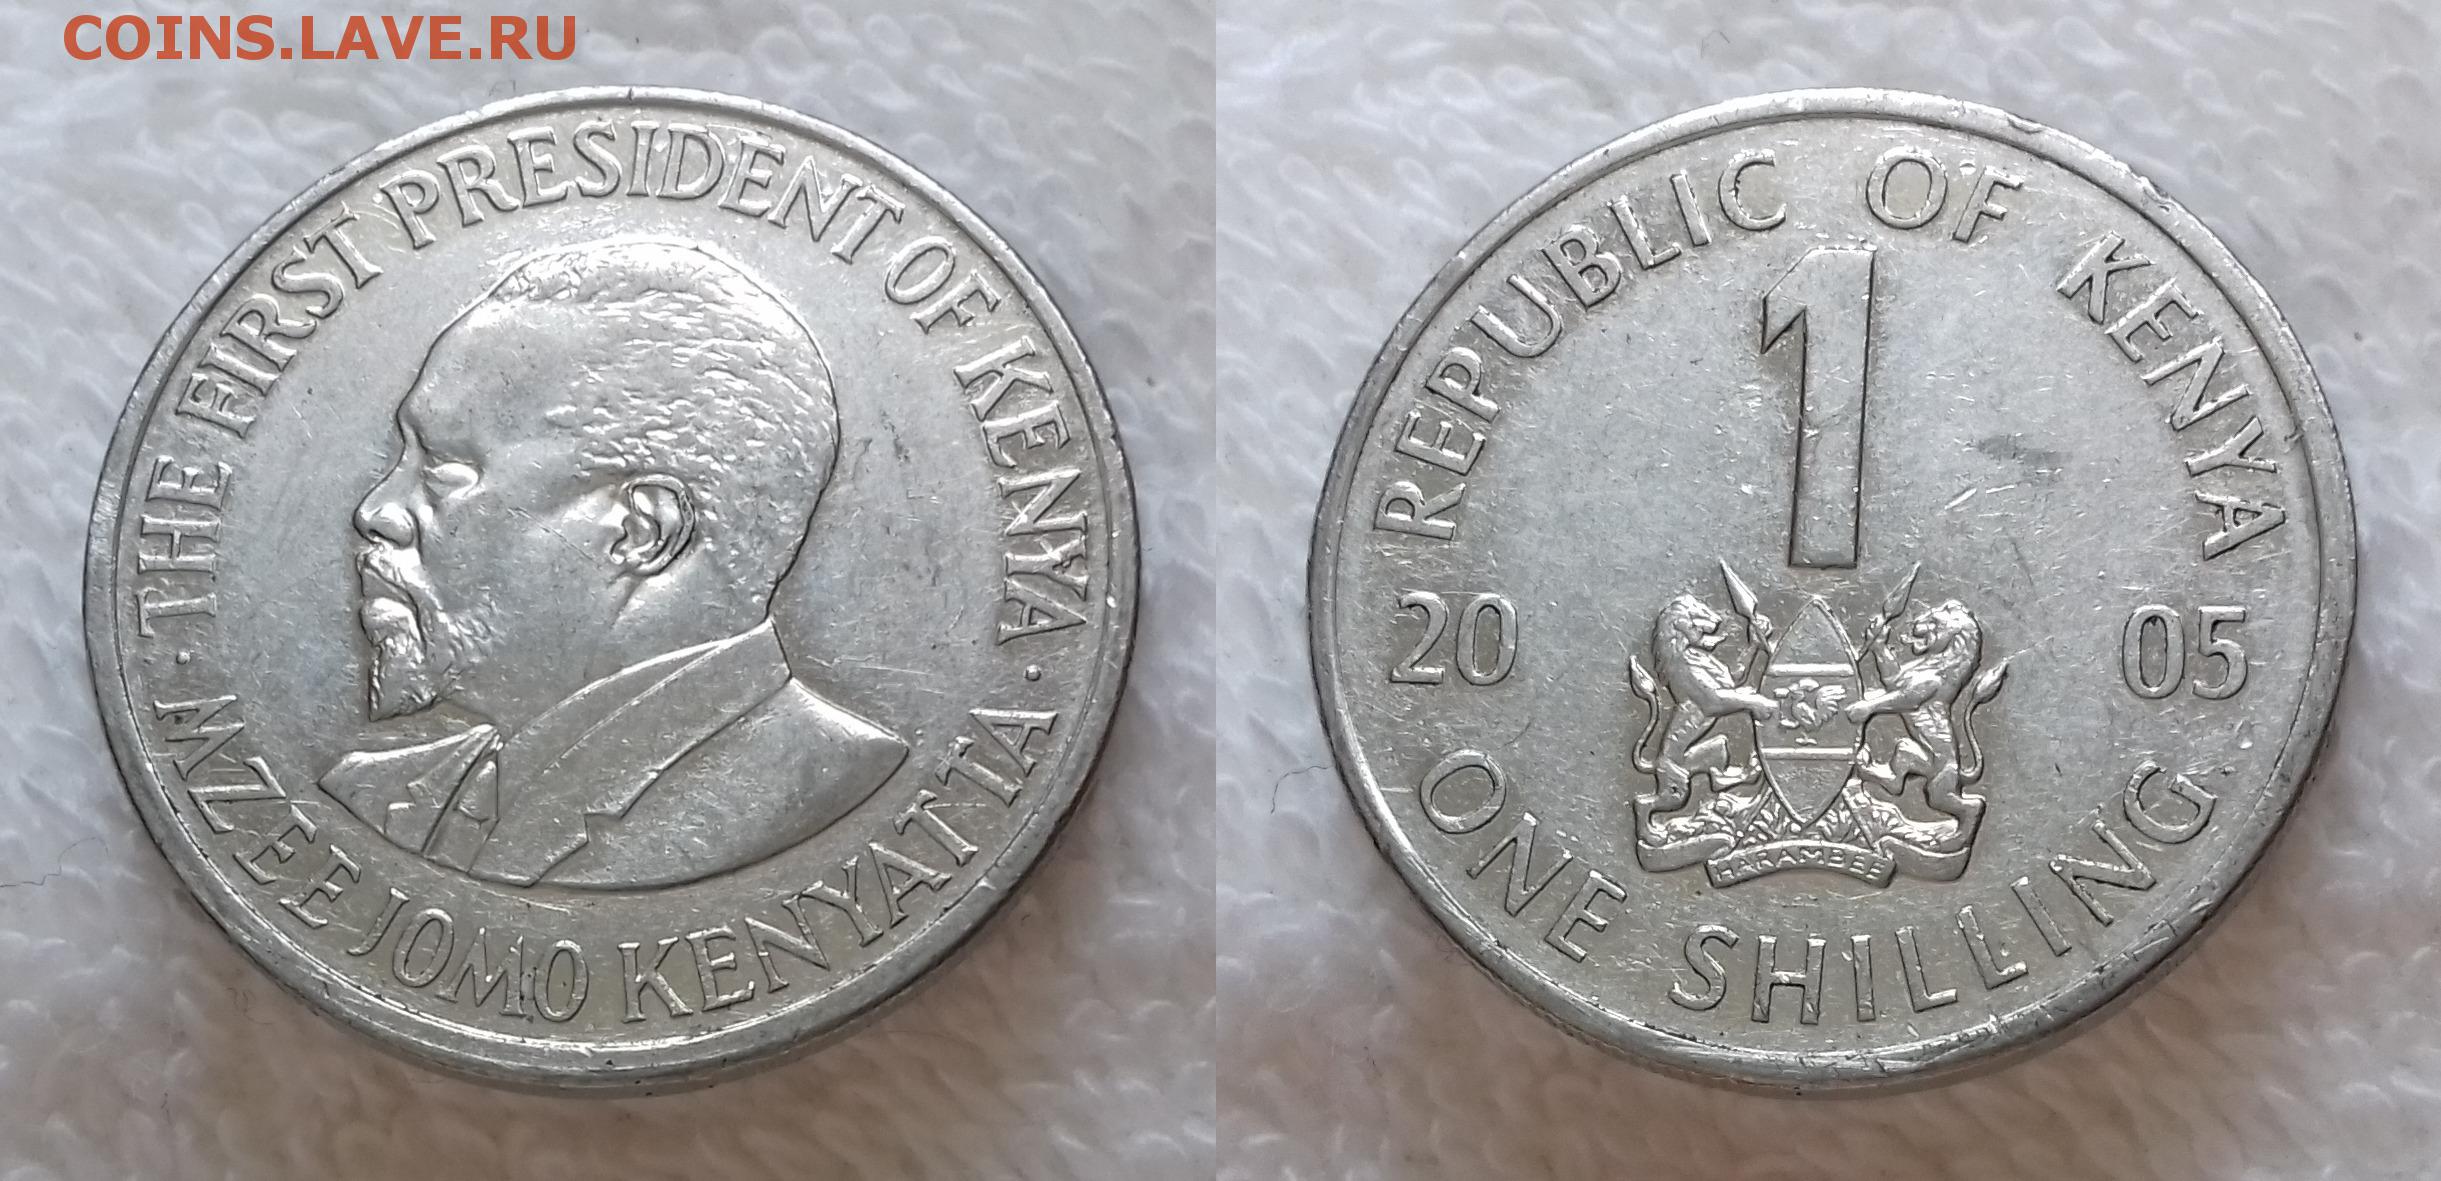 COINS.LAVE.RU
· THE FIRST PRESIDENT OF KENYA ·
MZEE JOMO KENYATTA
REPUBLIC OF KENYA
1
20 05
HARAMBEE
ONE SHILLING